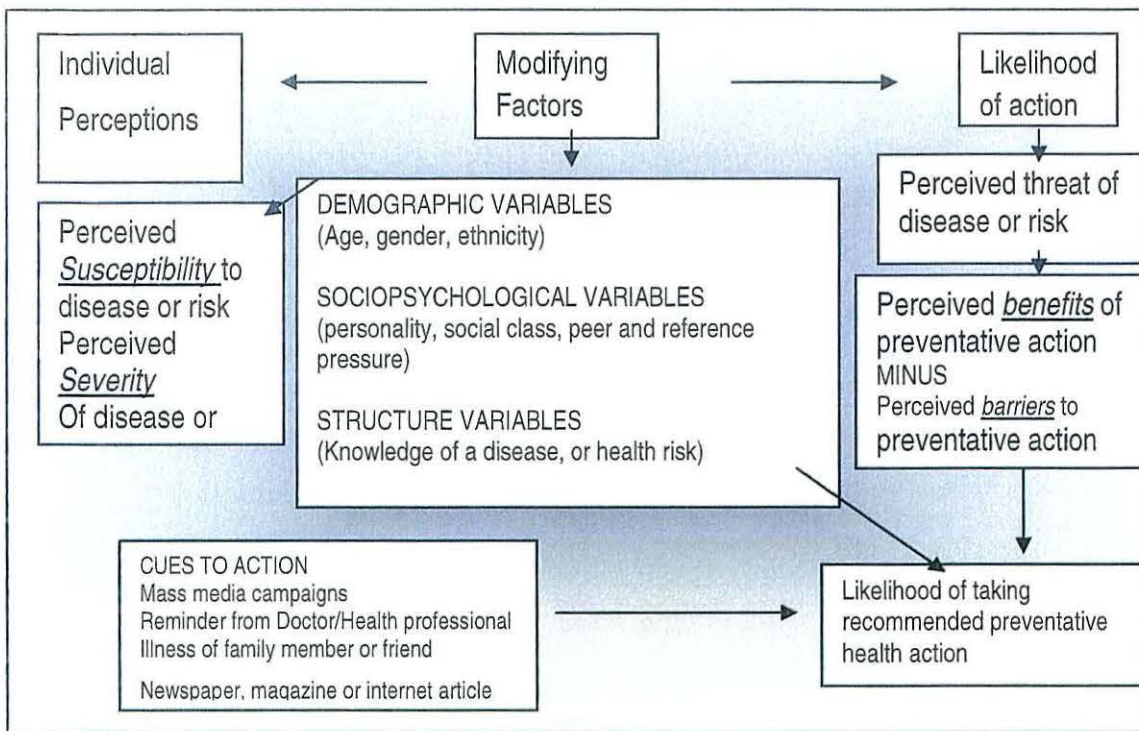 Individual
Perceptions
Modifying
Factors
Likelihood
of action
Perceived
Susceptibility to
disease or risk
Perceived
Severity
Of disease or
DEMOGRAPHIC VARIABLES
(Age, gender, ethnicity)
SOCIOPSYCHOLOGICAL VARIABLES
(personality, social class, peer and reference
pressure)
STRUCTURE VARIABLES
(Knowledge of a disease, or health risk)
Perceived threat of
disease or risk
Perceived benefits of
preventative action
MINUS
Perceived barriers to
preventative action
CUES TO ACTION
Mass media campaigns
Reminder from Doctor/Health professional
Illness of family member or friend
Newspaper, magazine or internet article
Likelihood of taking
recommended preventative
health action